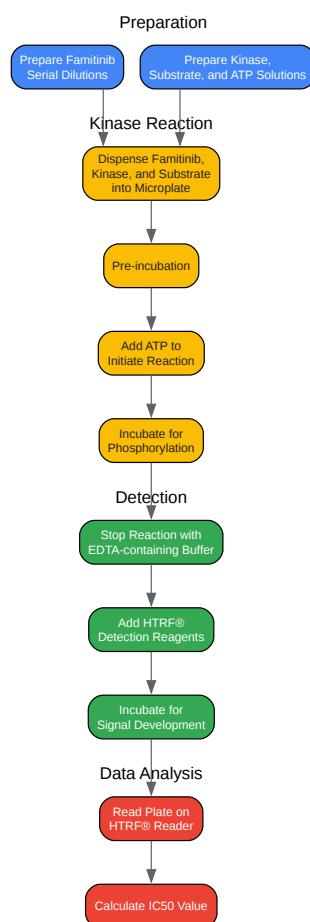 Preparation
Prepare Famitinib
Serial Dilutions
Prepare Kinase,
Substrate, and ATP Solutions
Kinase Reaction
Dispense Famitinib,
Kinase, and Substrate
into Microplate
Pre-incubation
Add ATP to
Initiate Reaction
Incubate for
Phosphorylation
Detection
Stop Reaction with
EDTA-containing Buffer
Add HTRF®
Detection Reagents
Incubate for
Signal Development
Data Analysis
Read Plate on
HTRF® Reader
Calculate IC50 Value